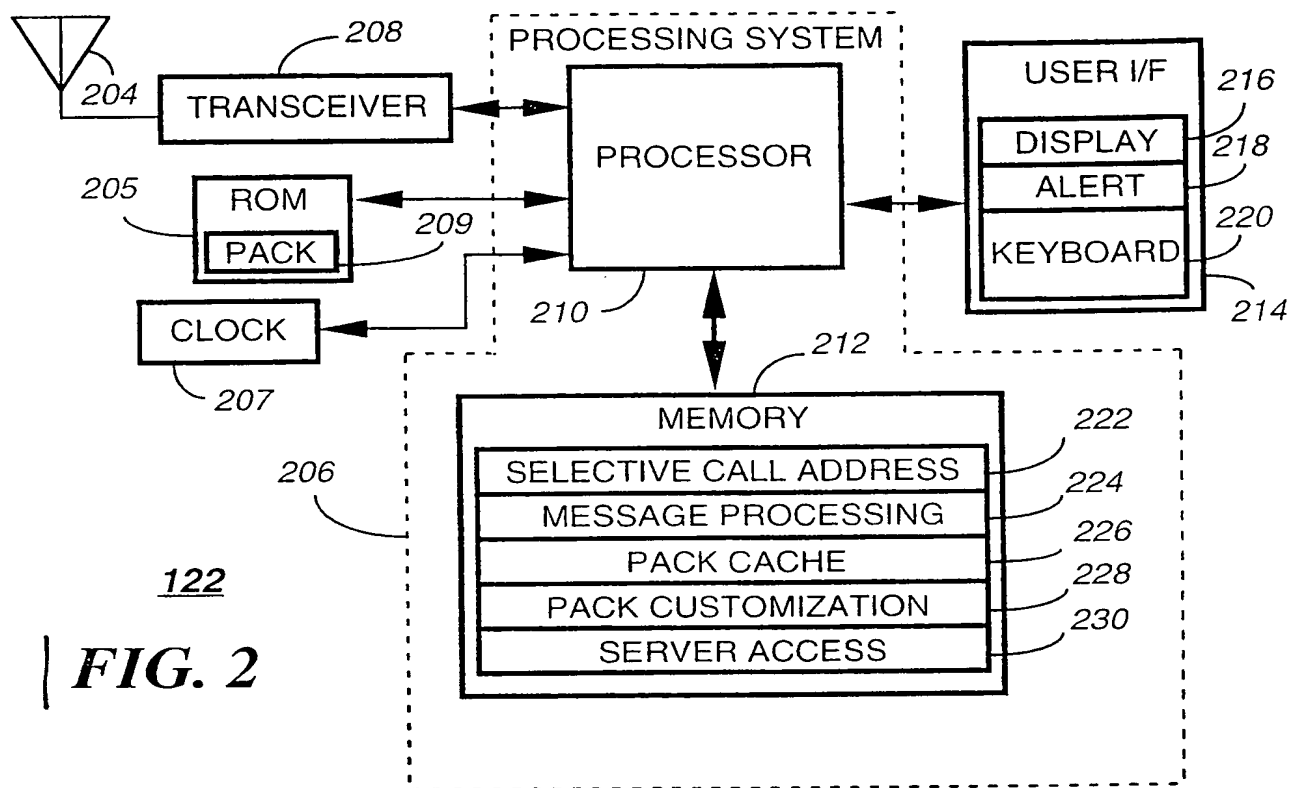 208
PROCESSING SYSTEM
204
TRANSCEIVER
USER I/F
216
PROCESSOR
DISPLAY
218
205
ROM
ALERT
209
220
PACK
KEYBOARD
210
214
CLOCK
212
207
MEMORY
222
SELECTIVE CALL ADDRESS
224
206
MESSAGE PROCESSING
226
PACK CACHE
122
228
PACK CUSTOMIZATION
230
SERVER ACCESS
FIG. 2